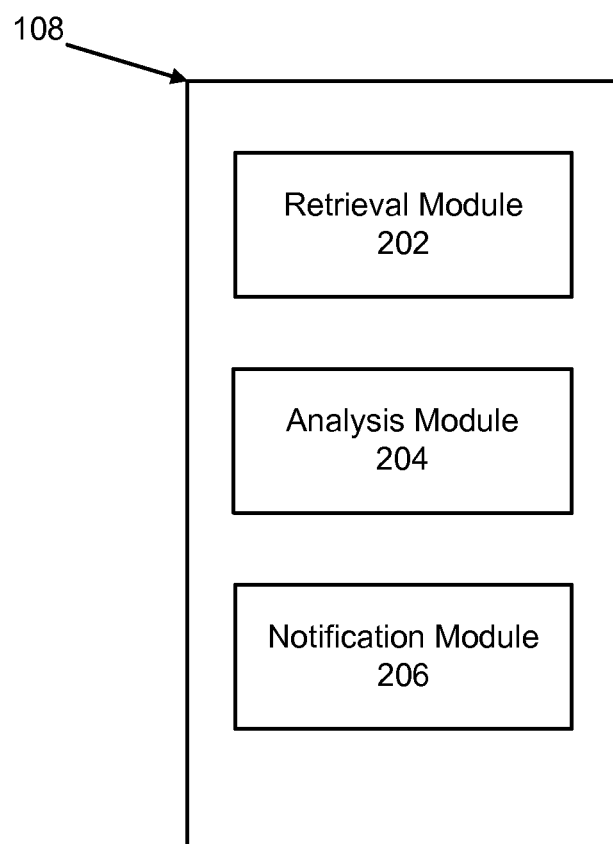 108
Retrieval Module
202
Analysis Module
204
Notification Module
206